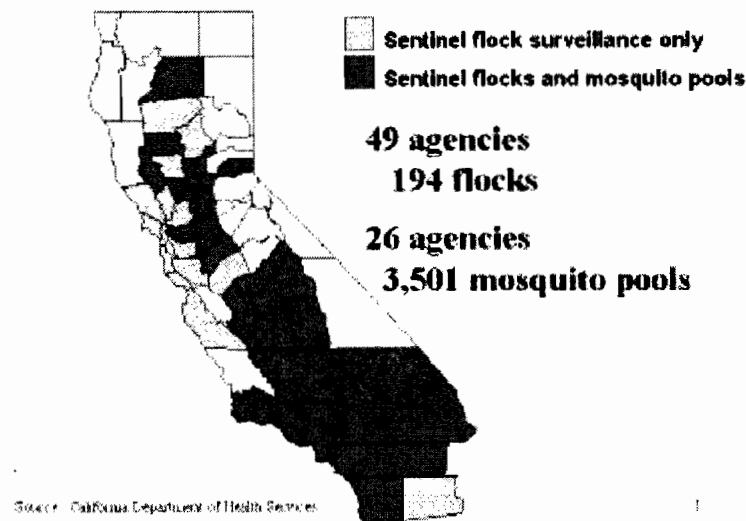 Sentinel flock surveillance only
Sentinel flocks and mosquito pools
49 agencies
194 flocks
26 agencies
3,501 mosquito pools
Source: California Department of Health Services
1